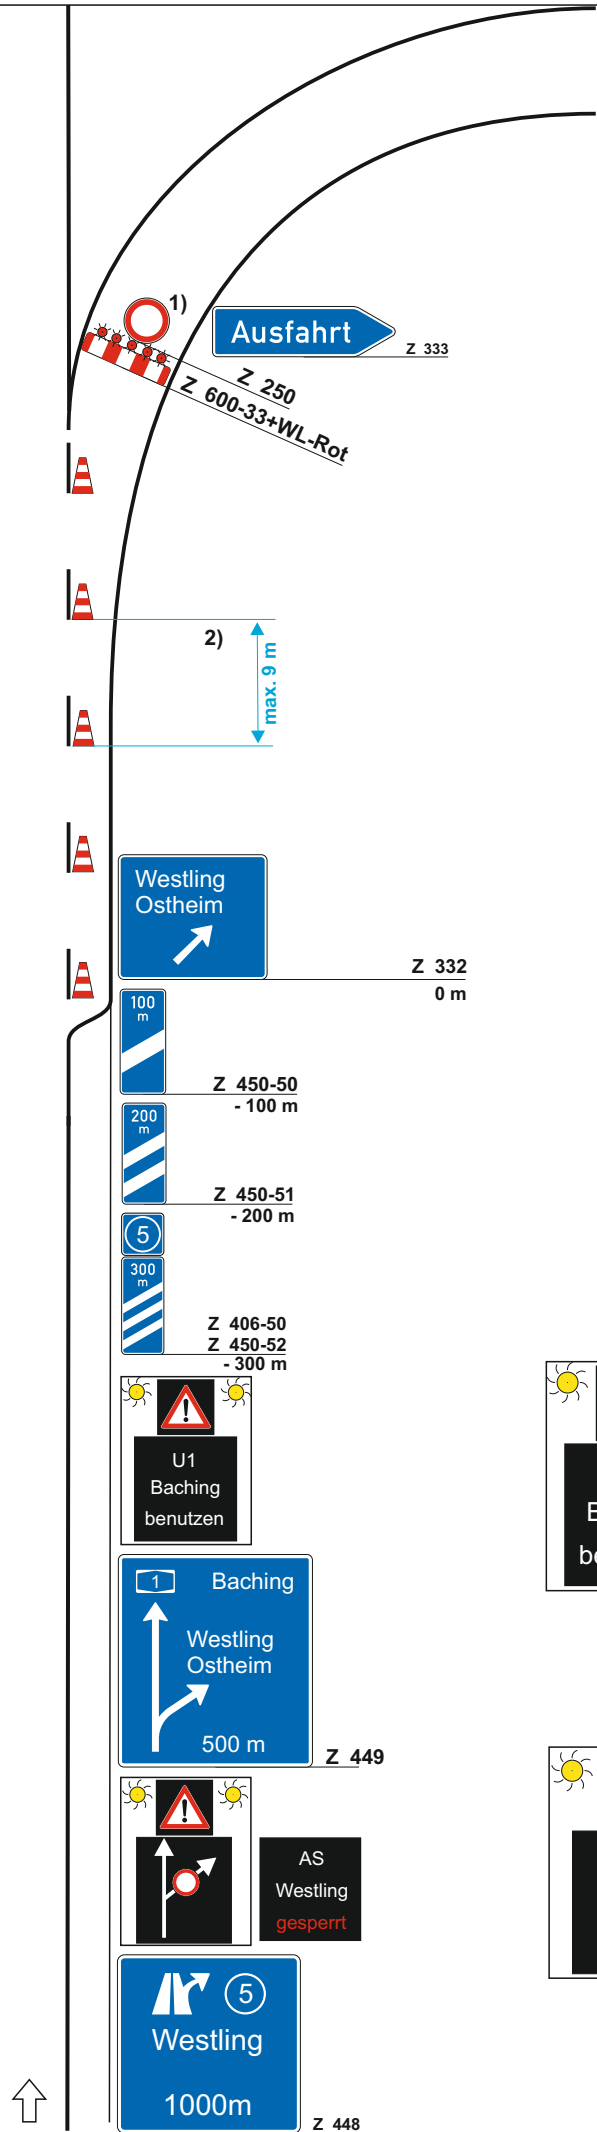 1)
Ausfahrt
Z 333
Z 250
Z 600-33+WL-Rot
2)
max. 9 m
Westling
Ostheim
Z 332
0 m
100
m
Z 450-50
- 100 m
200
m
Z 450-51
- 200 m
5
300
m
Z 406-50
Z 450-52
- 300 m
U1
Baching
benutzen
1 Baching
Westling
Ostheim
500 m
Z 449
AS
Westling
gesperrt
5
Westling
1000m
Z 448